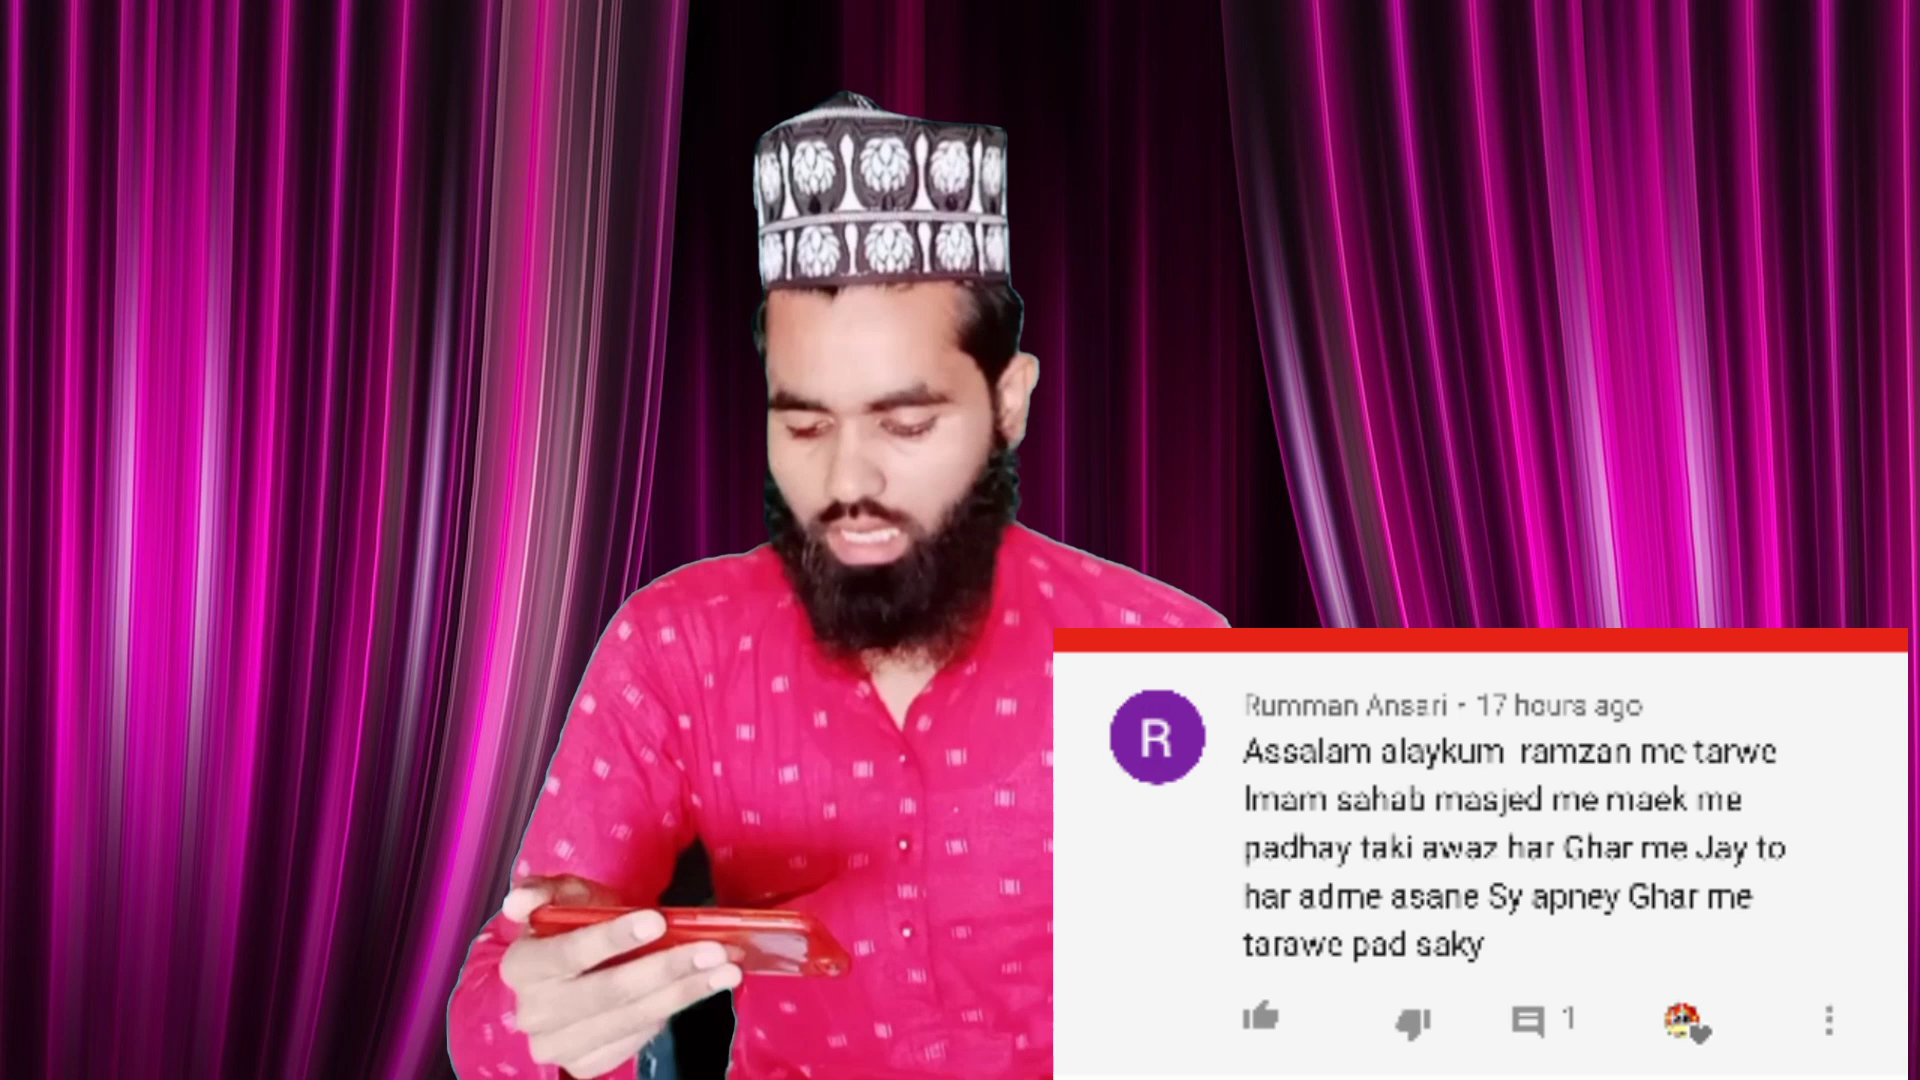 R
Rumman Ansari • 17 hours ago
Assalam alaykum ramzan me tarwe
Imam sahab masjed me maek me
padhay taki awaz har Ghar me Jay to
har adme asane Sy apney Ghar me
tarawe pad saky
1